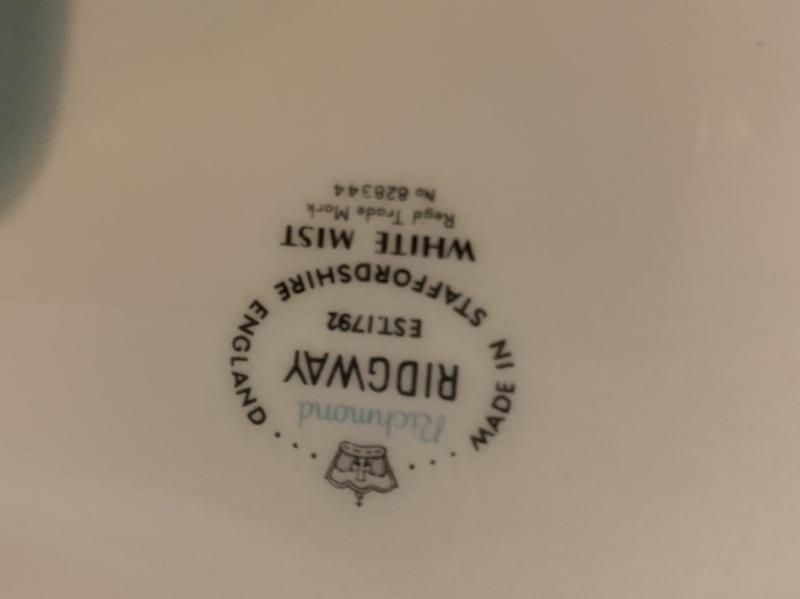 Richmond
RIDGWAY
EST.1792
MADE IN STAFFORDSHIRE ENGLAND
WHITE MIST
Regd Trade Mark
No 828344